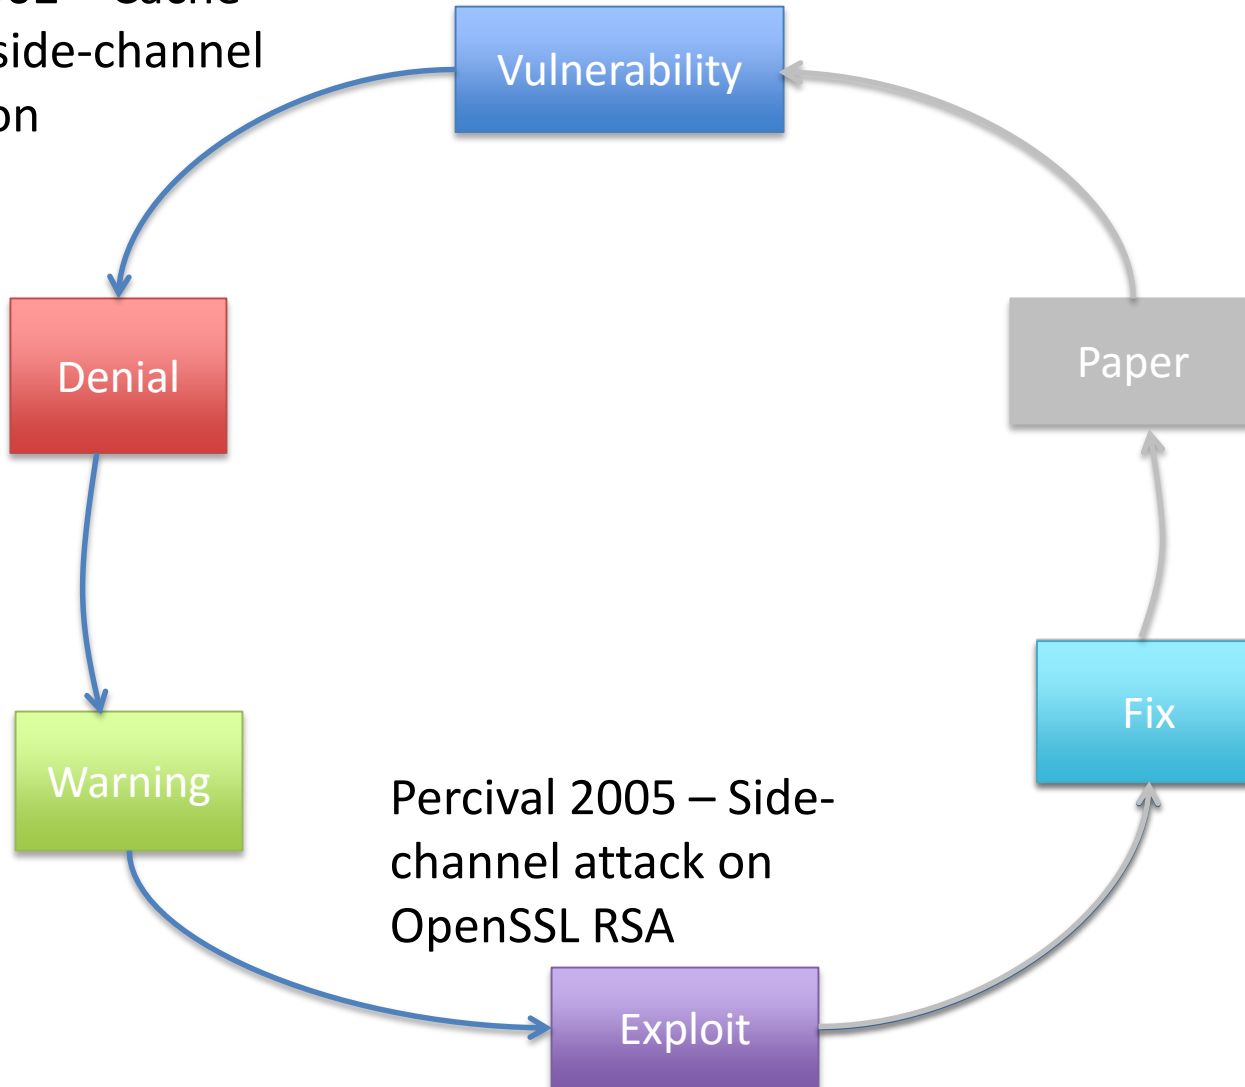 side-channel
Vulnerability
Denial
Paper
Fix
Warning
Percival 2005 – Side-
channel attack on
OpenSSL RSA
Exploit